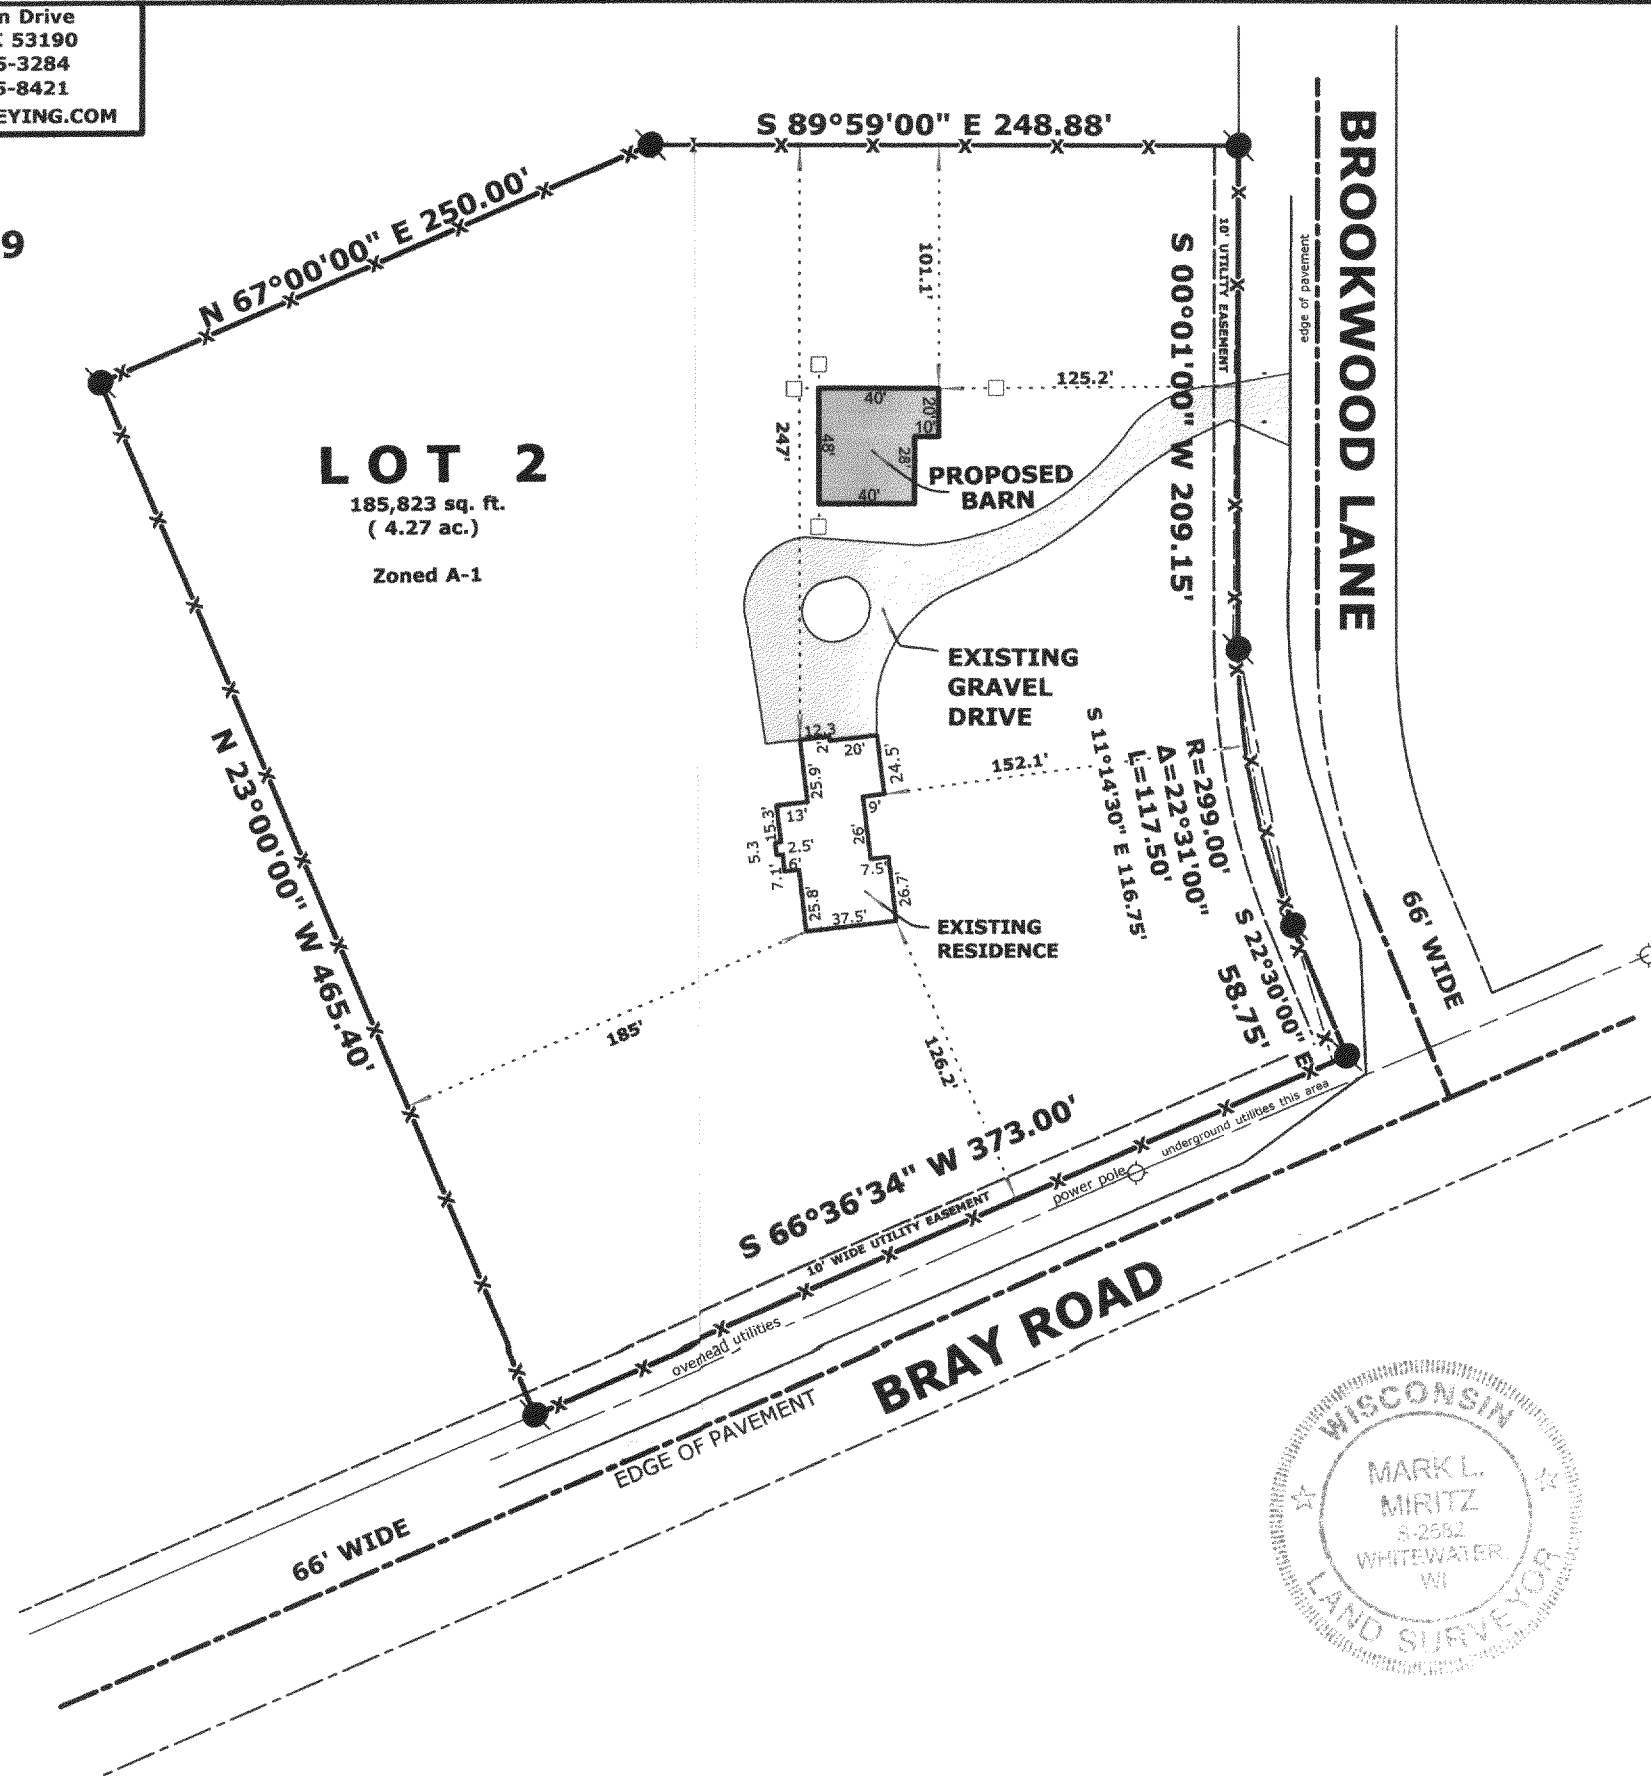 n Drive
53190
5-3284
5-8421
EYING.COM
9
S 89°59'00" E 248.88'
N 67°00'00" E 250.00'
BROOKWOOD LANE
edge of pavement
10' UTILITY EASEMENT
S 00°01'00" W 209.15'
101.1'
125.2'
247'
40'
20'
10'
48'
28'
40'
PROPOSED
BARN
LOT 2
185,823 sq. ft.
( 4.27 ac.)
Zoned A-1
EXISTING
GRAVEL
DRIVE
12.3
2'
20'
24.5'
25.9'
152.1'
9'
13'
15.3'
26'
2.5'
5.3
6'
7.1'
7.5'
25.8'
26.7'
37.5'
EXISTING
RESIDENCE
R=299.00'
Δ=22°31'00"
L=117.50'
S 11°14'30" E 116.75'
S 22°30'00" E
58.75'
66' WIDE
N 23°00'00" W 465.40'
185'
126.2'
S 66°36'34" W 373.00'
10' WIDE UTILITY EASEMENT
power pole
underground utilities this area
overhead utilities
BRAY ROAD
EDGE OF PAVEMENT
66' WIDE
WISCONSIN
MARK L.
MIRITZ
S-2582
WHITEWATER,
WI
LAND SURVEYOR